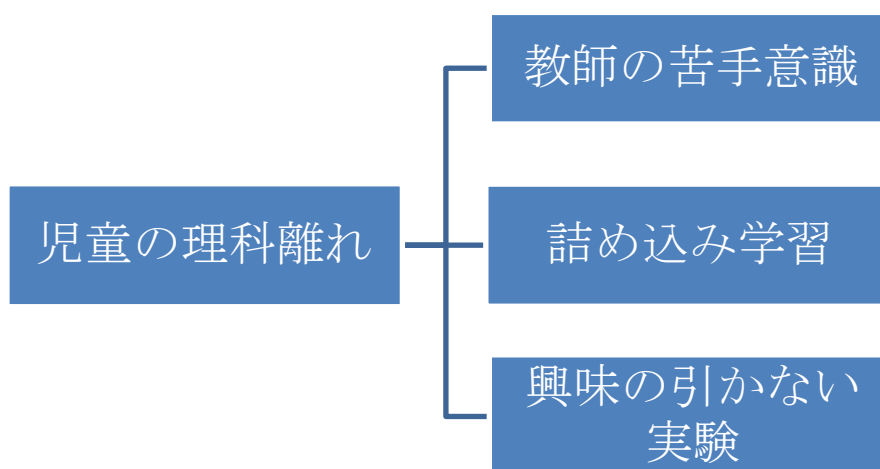 教師の苦手意識
児童の理科離れ
詰め込み学習
興味の引かない
実験